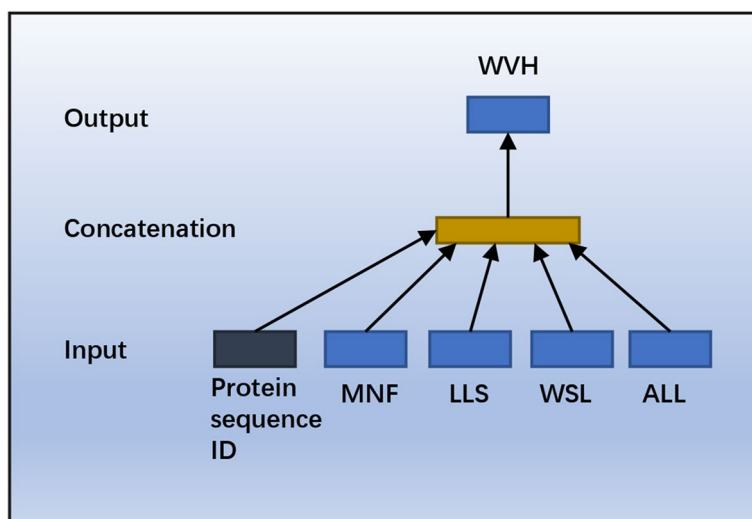 WVH
Output
Concatenation
Input
Protein
sequence
ID
MNF
LLS
WSL
ALL